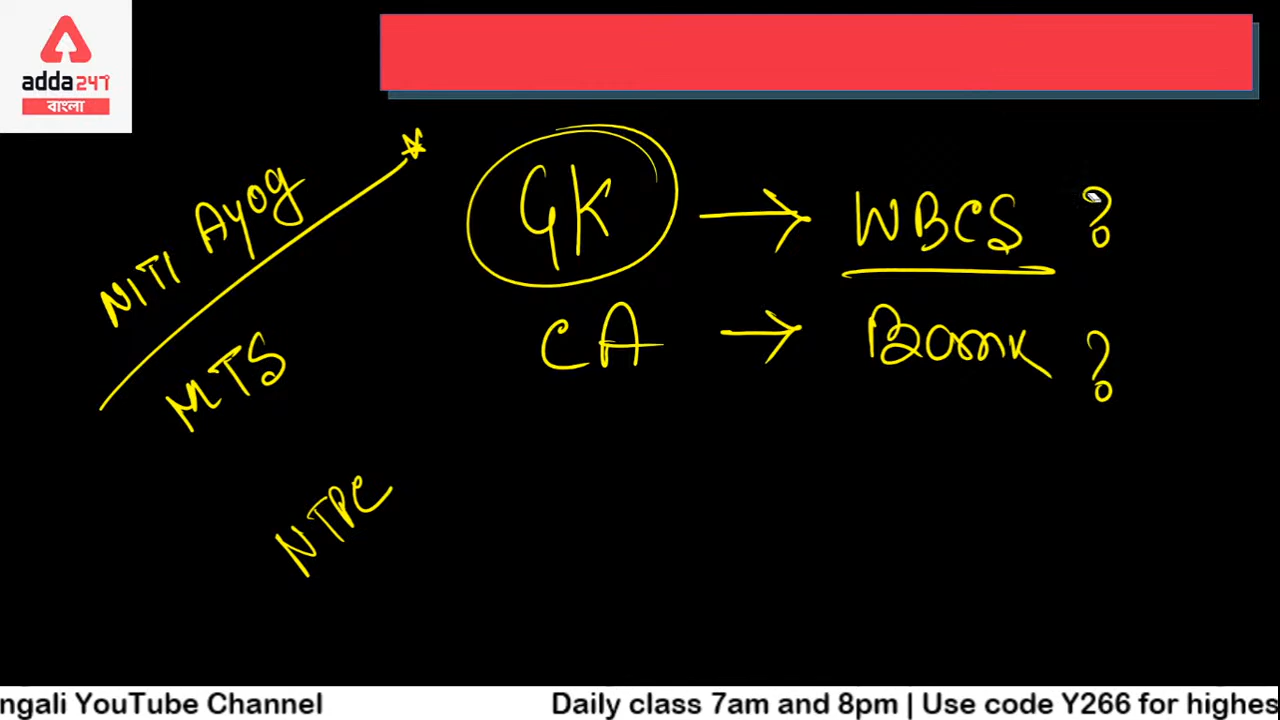 adda247
বাংলা
NITI Ayog
MTS
NTPC
GK → WBCS ?
CA → Bank ?
ngali YouTube Channel
Daily class 7am and 8pm | Use code Y266 for highes